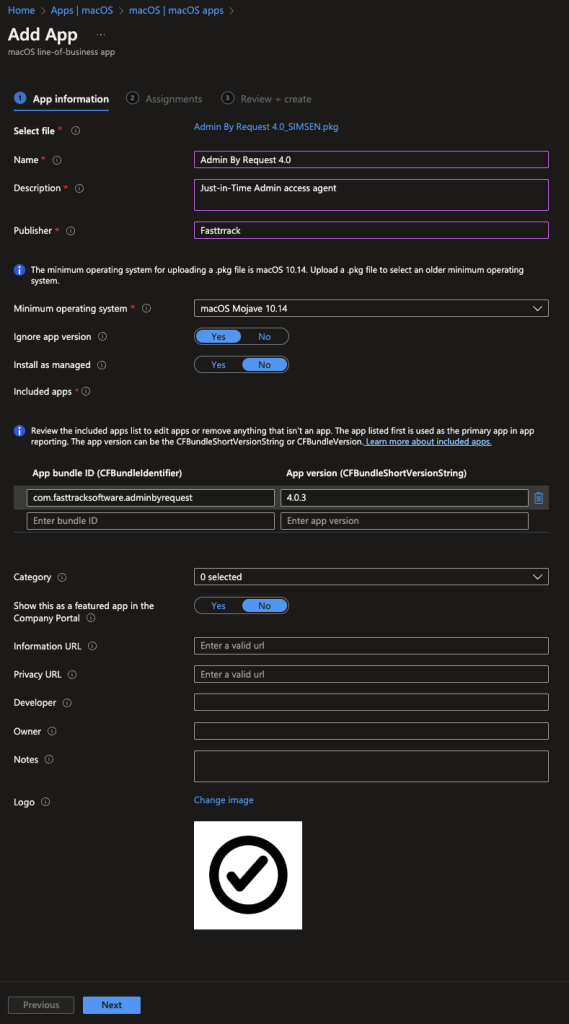 Home > Apps | macOS > macOS | macOS apps >
Add App ...
macOS line-of-business app
1 App information 2 Assignments 3 Review + create
Select file * Admin By Request 4.0_SIMSEN.pkg
Name * Admin By Request 4.0
Description * Just-in-Time Admin access agent
Publisher * Fasttrrack
The minimum operating system for uploading a .pkg file is macOS 10.14. Upload a .pkg file to select an older minimum operating
system.
Minimum operating system * macOS Mojave 10.14
Ignore app version Yes No
Install as managed Yes No
Included apps *
Review the included apps list to edit apps or remove anything that isn't an app. The app listed first is used as the primary app in app
reporting. The app version can be the CFBundleShortVersionString or CFBundleVersion. Learn more about included apps.
App bundle ID (CFBundleIdentifier) App version (CFBundleShortVersionString)
com.fasttracksoftware.adminbyrequest 4.0.3
Enter bundle ID Enter app version
Category 0 selected
Show this as a featured app in the Yes No
Company Portal
Information URL Enter a valid url
Privacy URL Enter a valid url
Developer
Owner
Notes
Logo Change image
Previous Next